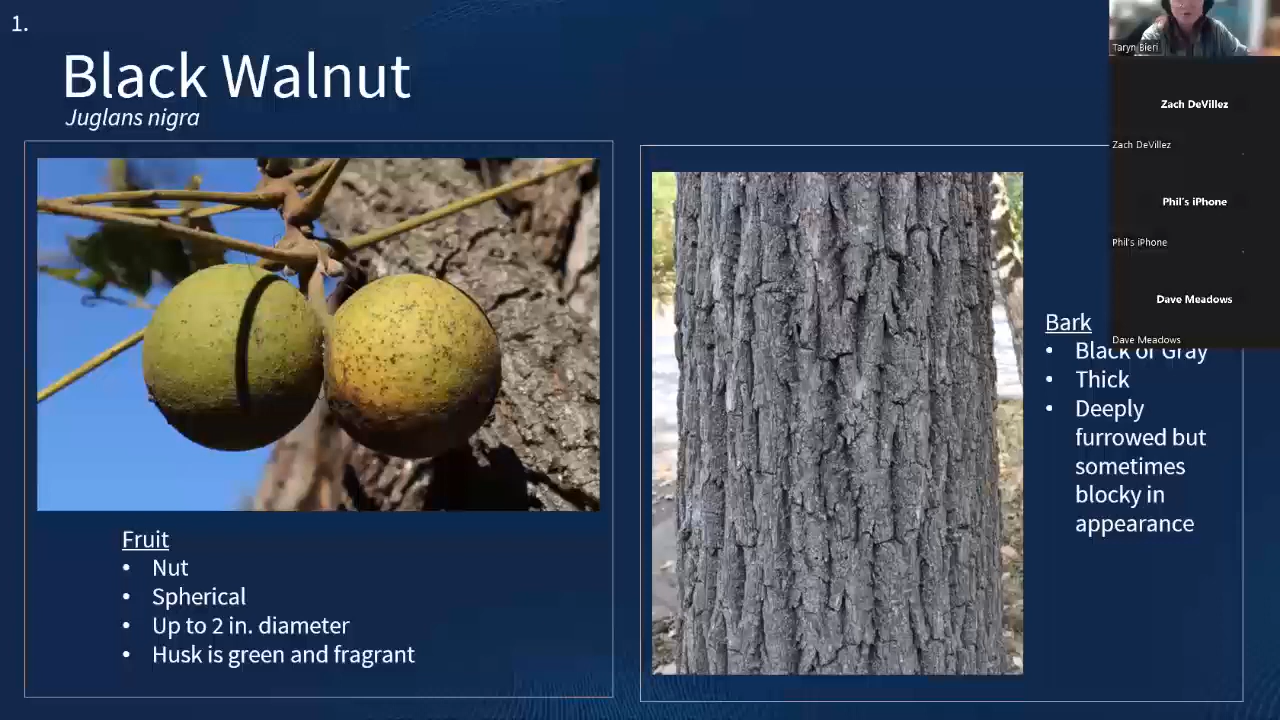 1.
Black Walnut
Juglans nigra
Fruit
• Nut
• Spherical
• Up to 2 in. diameter
• Husk is green and fragrant
Bark
• Black or Gray
• Thick
• Deeply
furrowed but
sometimes
blocky in
appearance
Taryn Bieri
Zach DeVillez
Zach DeVillez
Phil's iPhone
Phil's iPhone
Dave Meadows
Dave Meadows